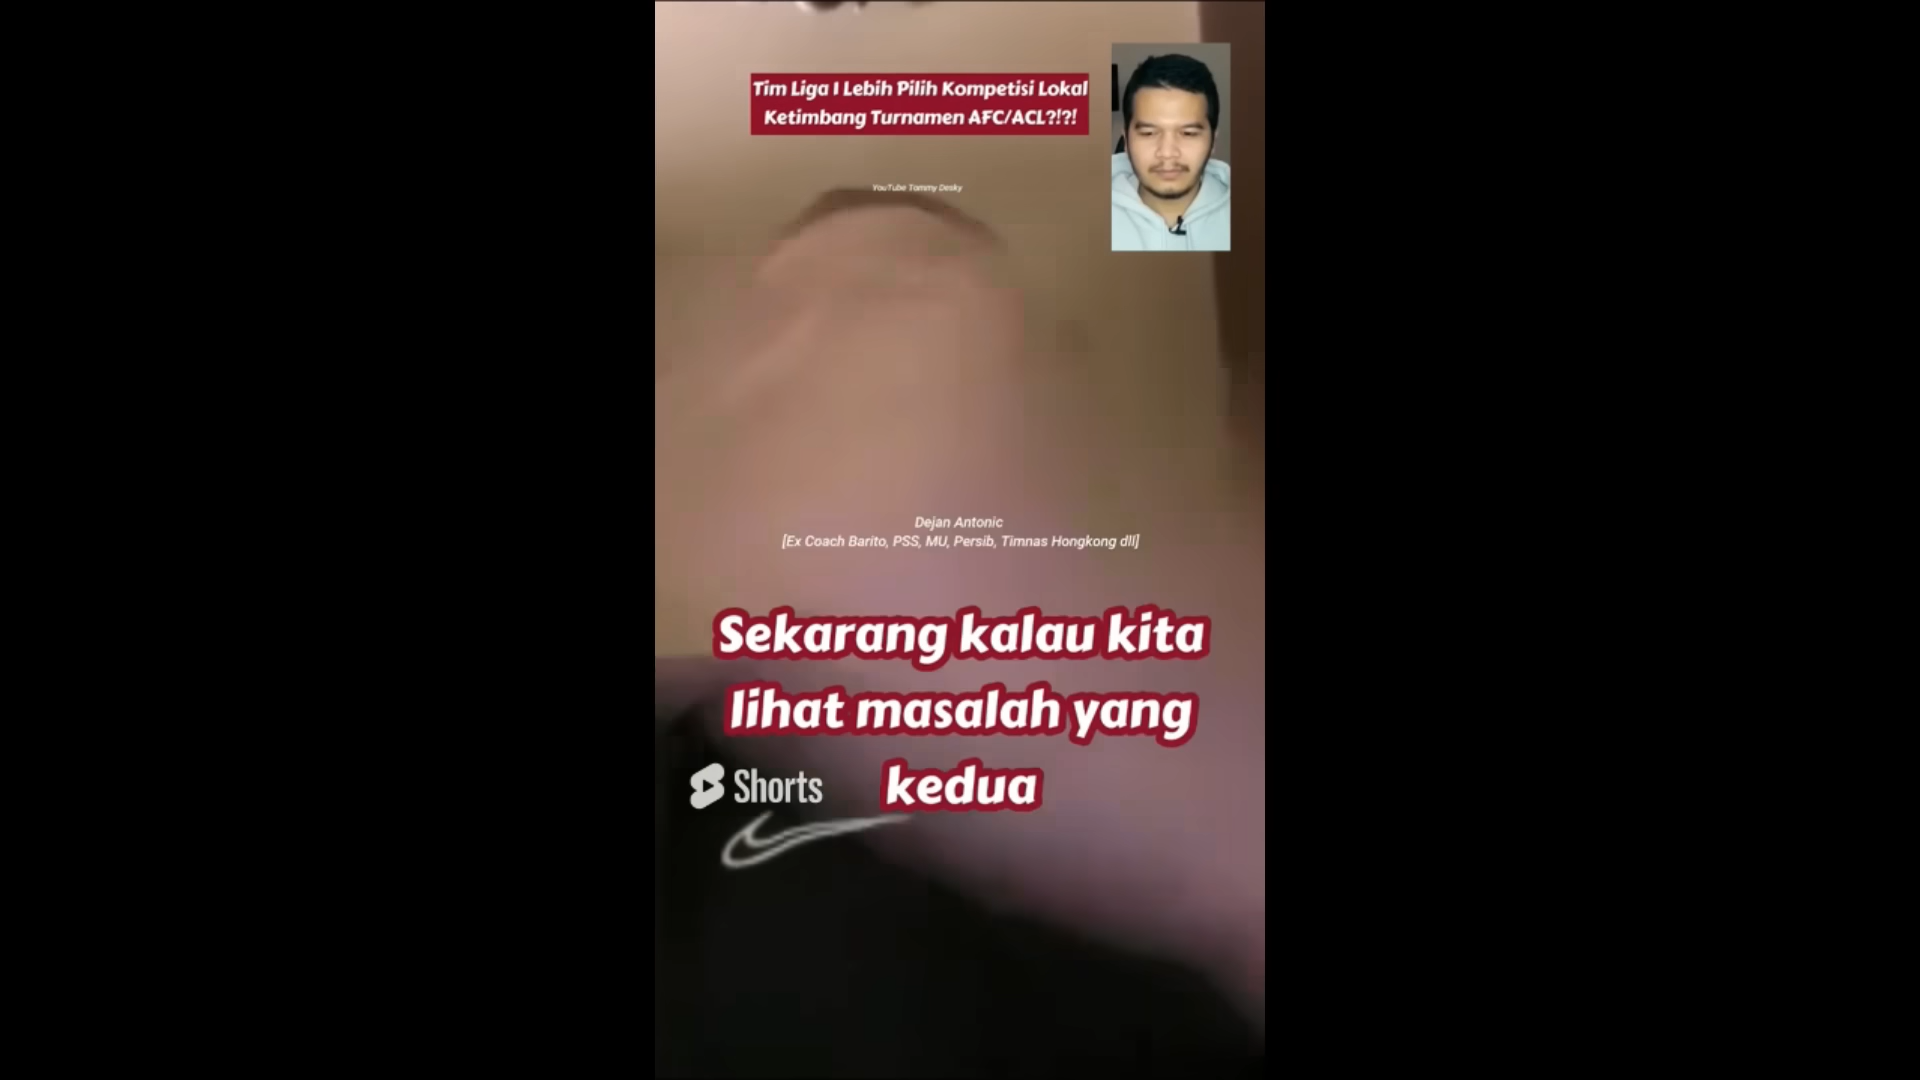 Tim Liga 1 Lebih Pilih Kompetisi Lokal
Ketimbang Turnamen AFC/ACL?!?!
YouTube Tommy Desky
Dejan Antonic
[Ex Coach Barito, PSS, MU, Persib, Timnas Hongkong dll]
Sekarang kalau kita
lihat masalah yang
kedua
Shorts